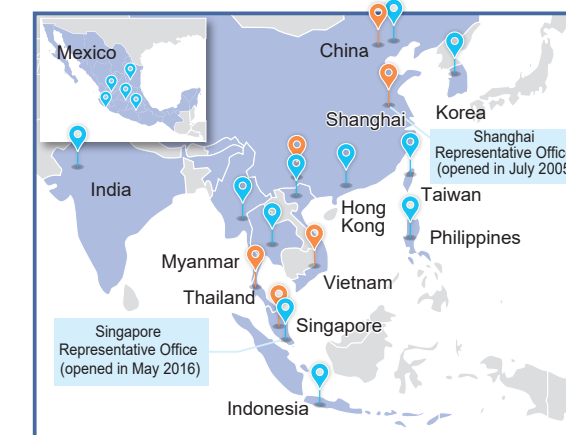 Mexico
China
Shanghai
Korea
Shanghai
Representative Office
(opened in July 2005
India
Hong
Kong
Taiwan
Philippines
Myanmar
Vietnam
Thailand
Singapore
Singapore
Representative Office
(opened in May 2016)
Indonesia